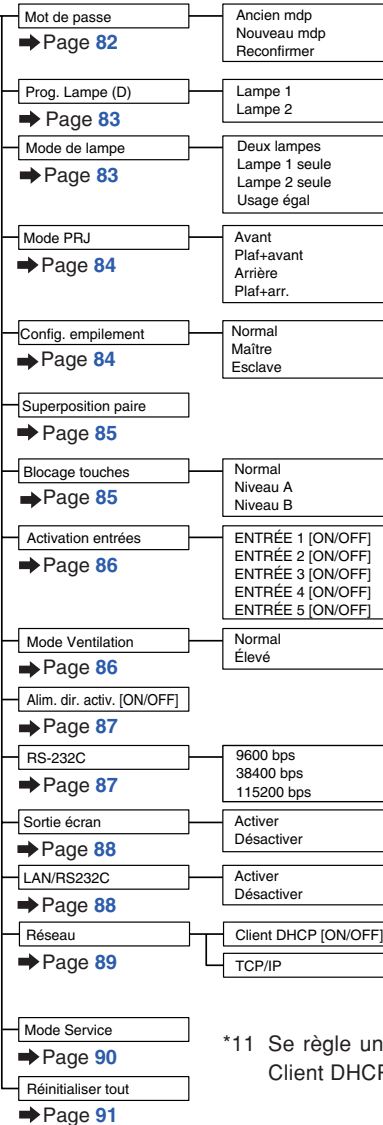 Mot de passe
➡ Page 82
Ancien mdp
Nouveau mdp
Reconfirmer
Prog. Lampe (D)
➡ Page 83
Lampe 1
Lampe 2
Mode de lampe
➡ Page 83
Deux lampes
Lampe 1 seule
Lampe 2 seule
Usage égal
Mode PRJ
➡ Page 84
Avant
Plaf+avant
Arrière
Plaf+arr.
Config. empilement
➡ Page 84
Normal
Maître
Esclave
Superposition paire
➡ Page 85
Blocage touches
➡ Page 85
Normal
Niveau A
Niveau B
Activation entrées
➡ Page 86
ENTRÉE 1 [ON/OFF]
ENTRÉE 2 [ON/OFF]
ENTRÉE 3 [ON/OFF]
ENTRÉE 4 [ON/OFF]
ENTRÉE 5 [ON/OFF]
Mode Ventilation
➡ Page 86
Normal
Élevé
Alim. dir. activ. [ON/OFF]
➡ Page 87
RS-232C
➡ Page 87
9600 bps
38400 bps
115200 bps
Sortie écran
➡ Page 88
Activer
Désactiver
LAN/RS232C
➡ Page 88
Activer
Désactiver
Réseau
➡ Page 89
Client DHCP [ON/OFF]
TCP/IP
Mode Service
➡ Page 90
Réinitialiser tout
➡ Page 91
*11 Se règle un
Client DHCP